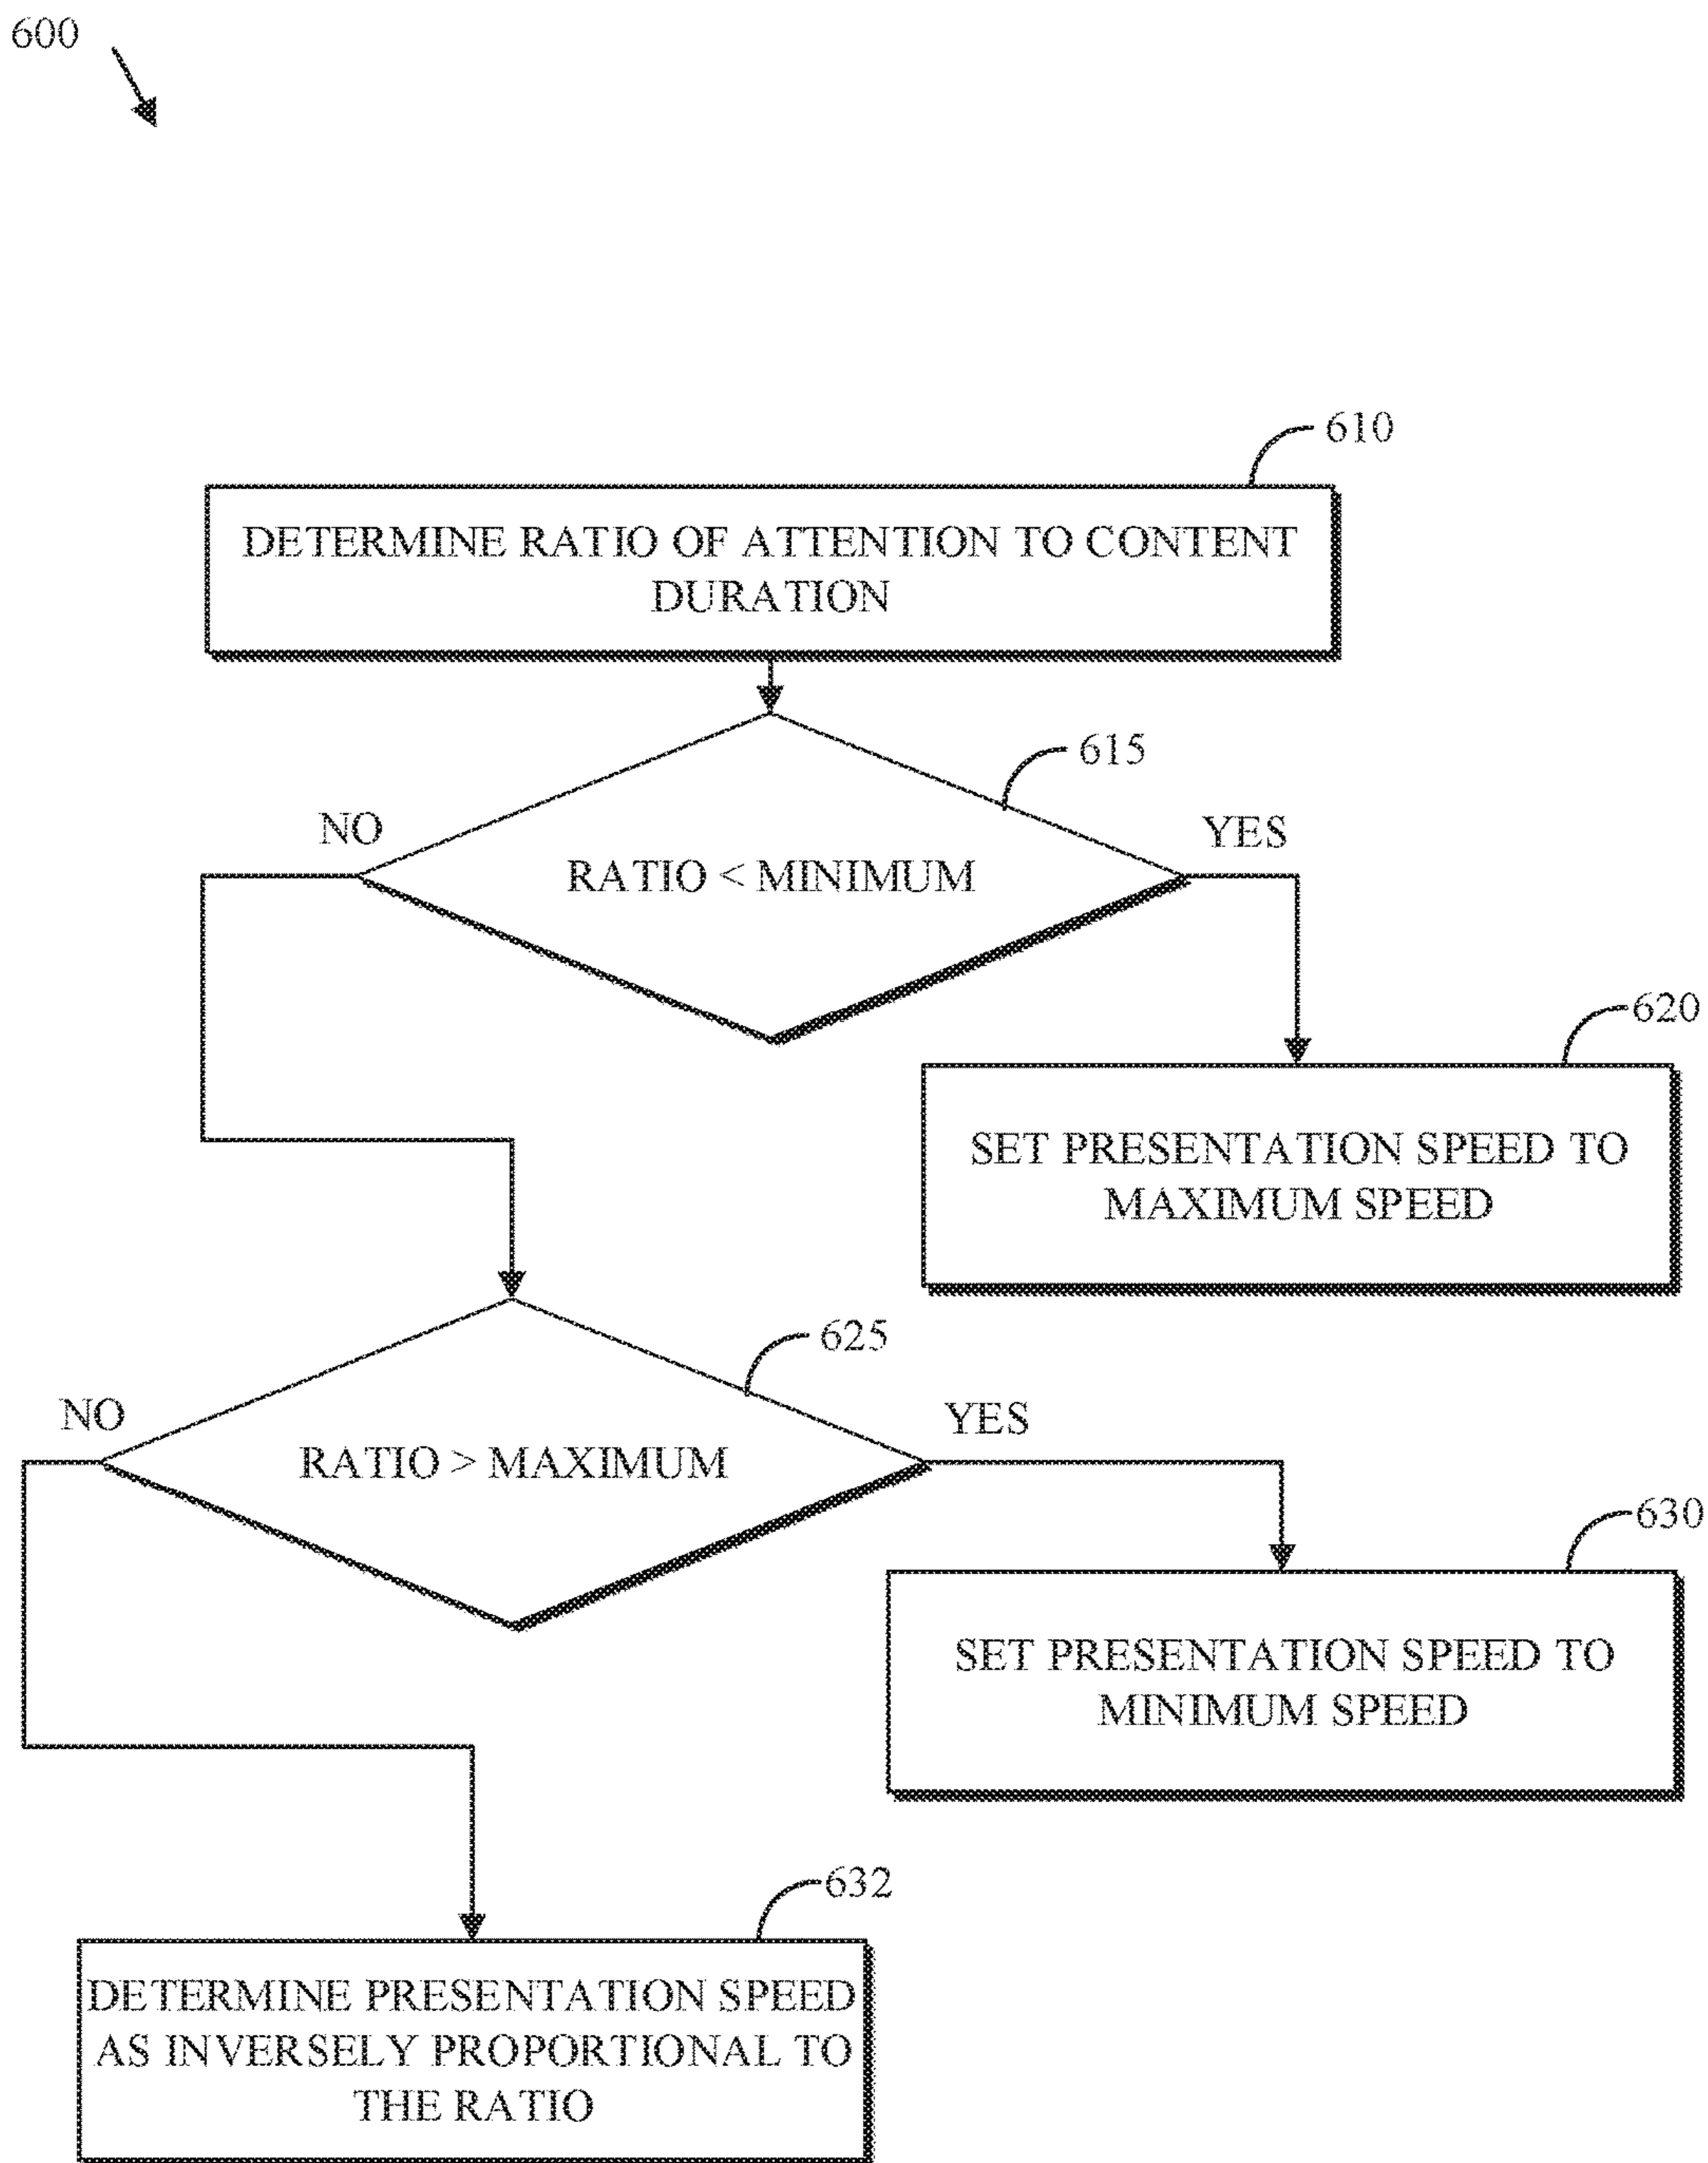 600
610
DETERMINE RATIO OF ATTENTION TO CONTENT
DURATION
615
NO
YES
RATIO < MINIMUM
620
SET PRESENTATION SPEED TO
MAXIMUM SPEED
625
NO
YES
RATIO > MAXIMUM
630
SET PRESENTATION SPEED TO
MINIMUM SPEED
632
DETERMINE PRESENTATION SPEED
AS INVERSELY PROPORTIONAL TO
THE RATIO